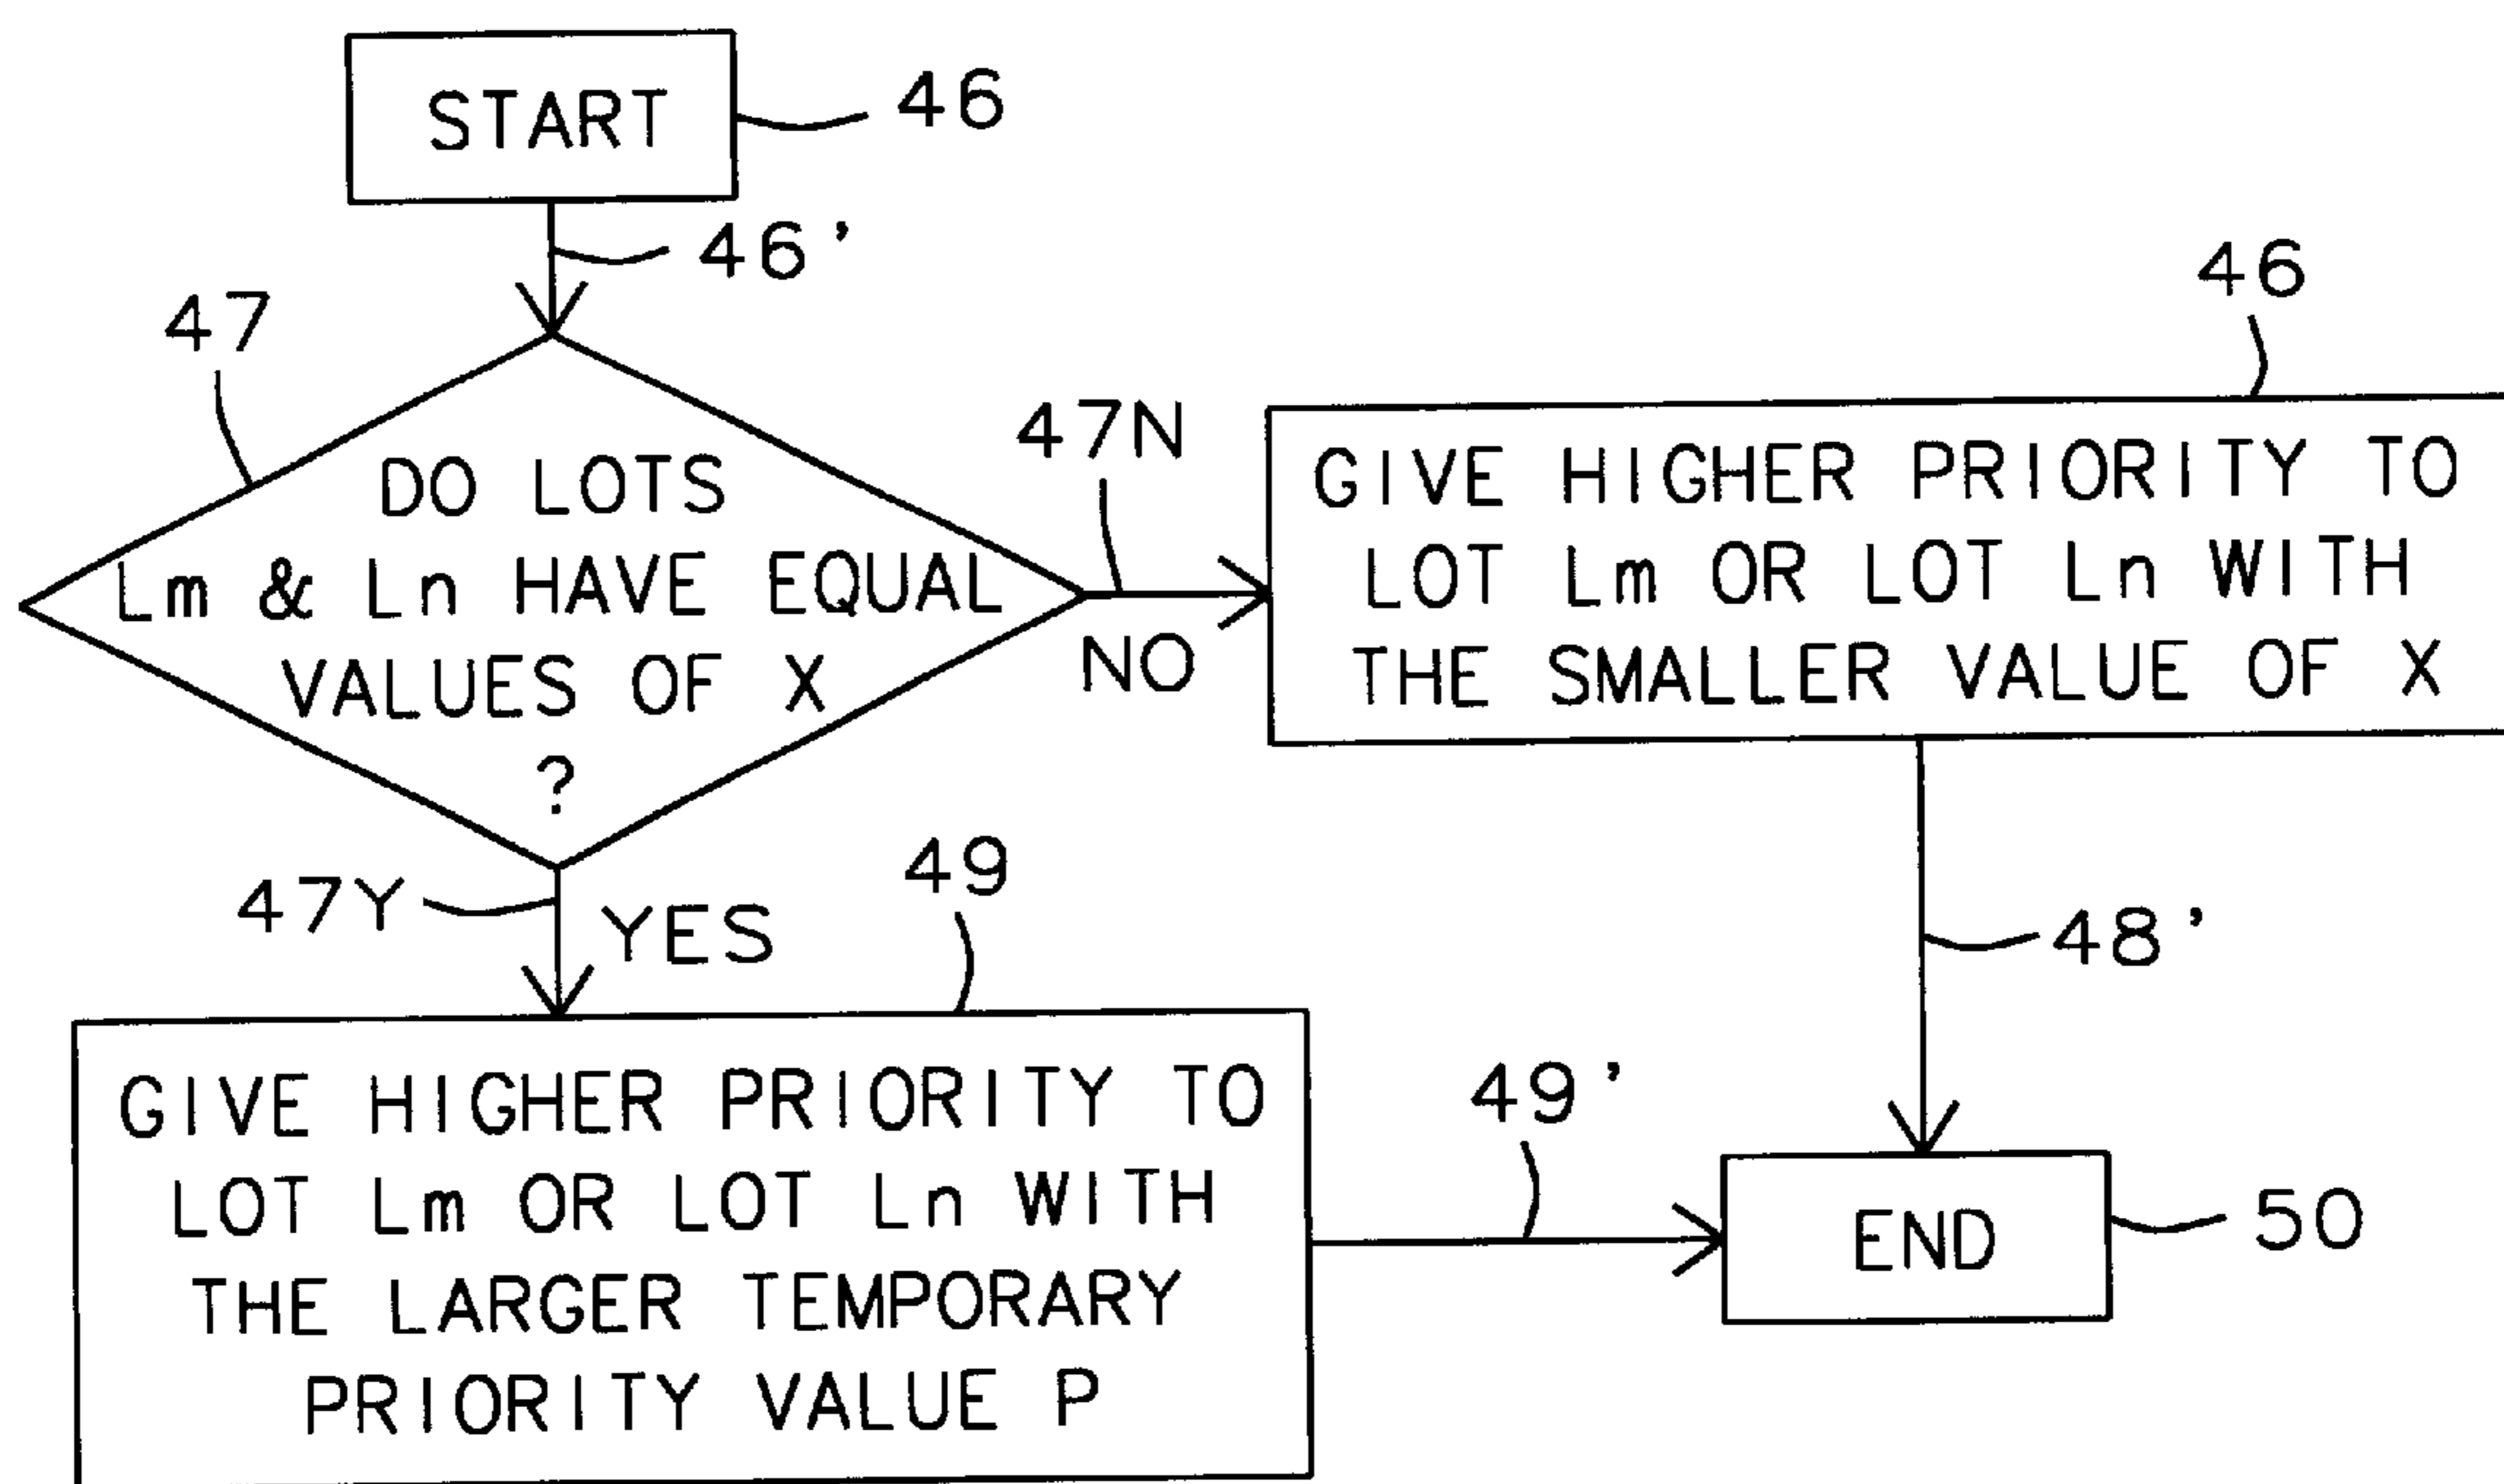 START
46
46'
47
DO LOTS
Lm & Ln HAVE EQUAL
VALUES OF X
?
47N
NO
46
GIVE HIGHER PRIORITY TO
LOT Lm OR LOT Ln WITH
THE SMALLER VALUE OF X
47Y
YES
49
48'
GIVE HIGHER PRIORITY TO
LOT Lm OR LOT Ln WITH
THE LARGER TEMPORARY
PRIORITY VALUE P
49'
END
50